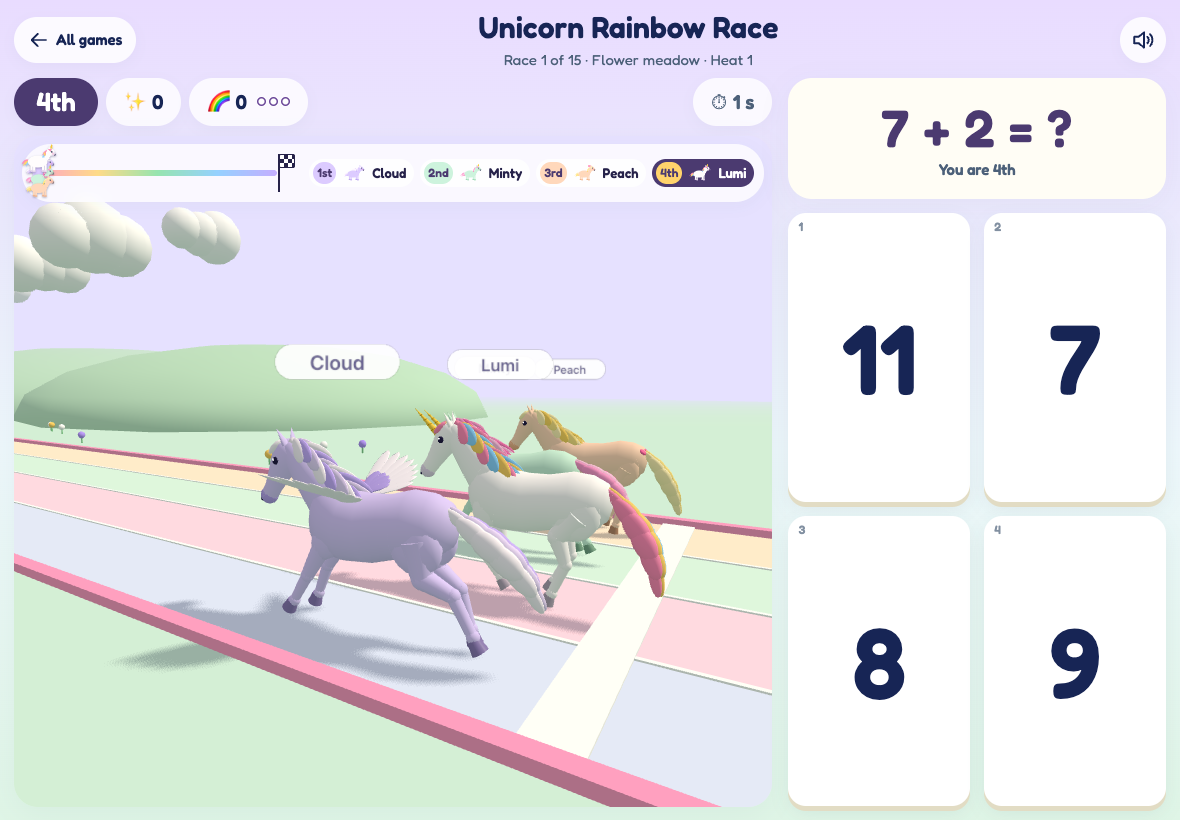 All games
Unicorn Rainbow Race
Race 1 of 15 · Flower meadow · Heat 1
4th
0
0
1 s
1st Cloud
2nd Minty
3rd Peach
4th Lumi
7 + 2 = ?
You are 4th
Cloud
Lumi
Peach
1
11
2
7
3
8
4
9